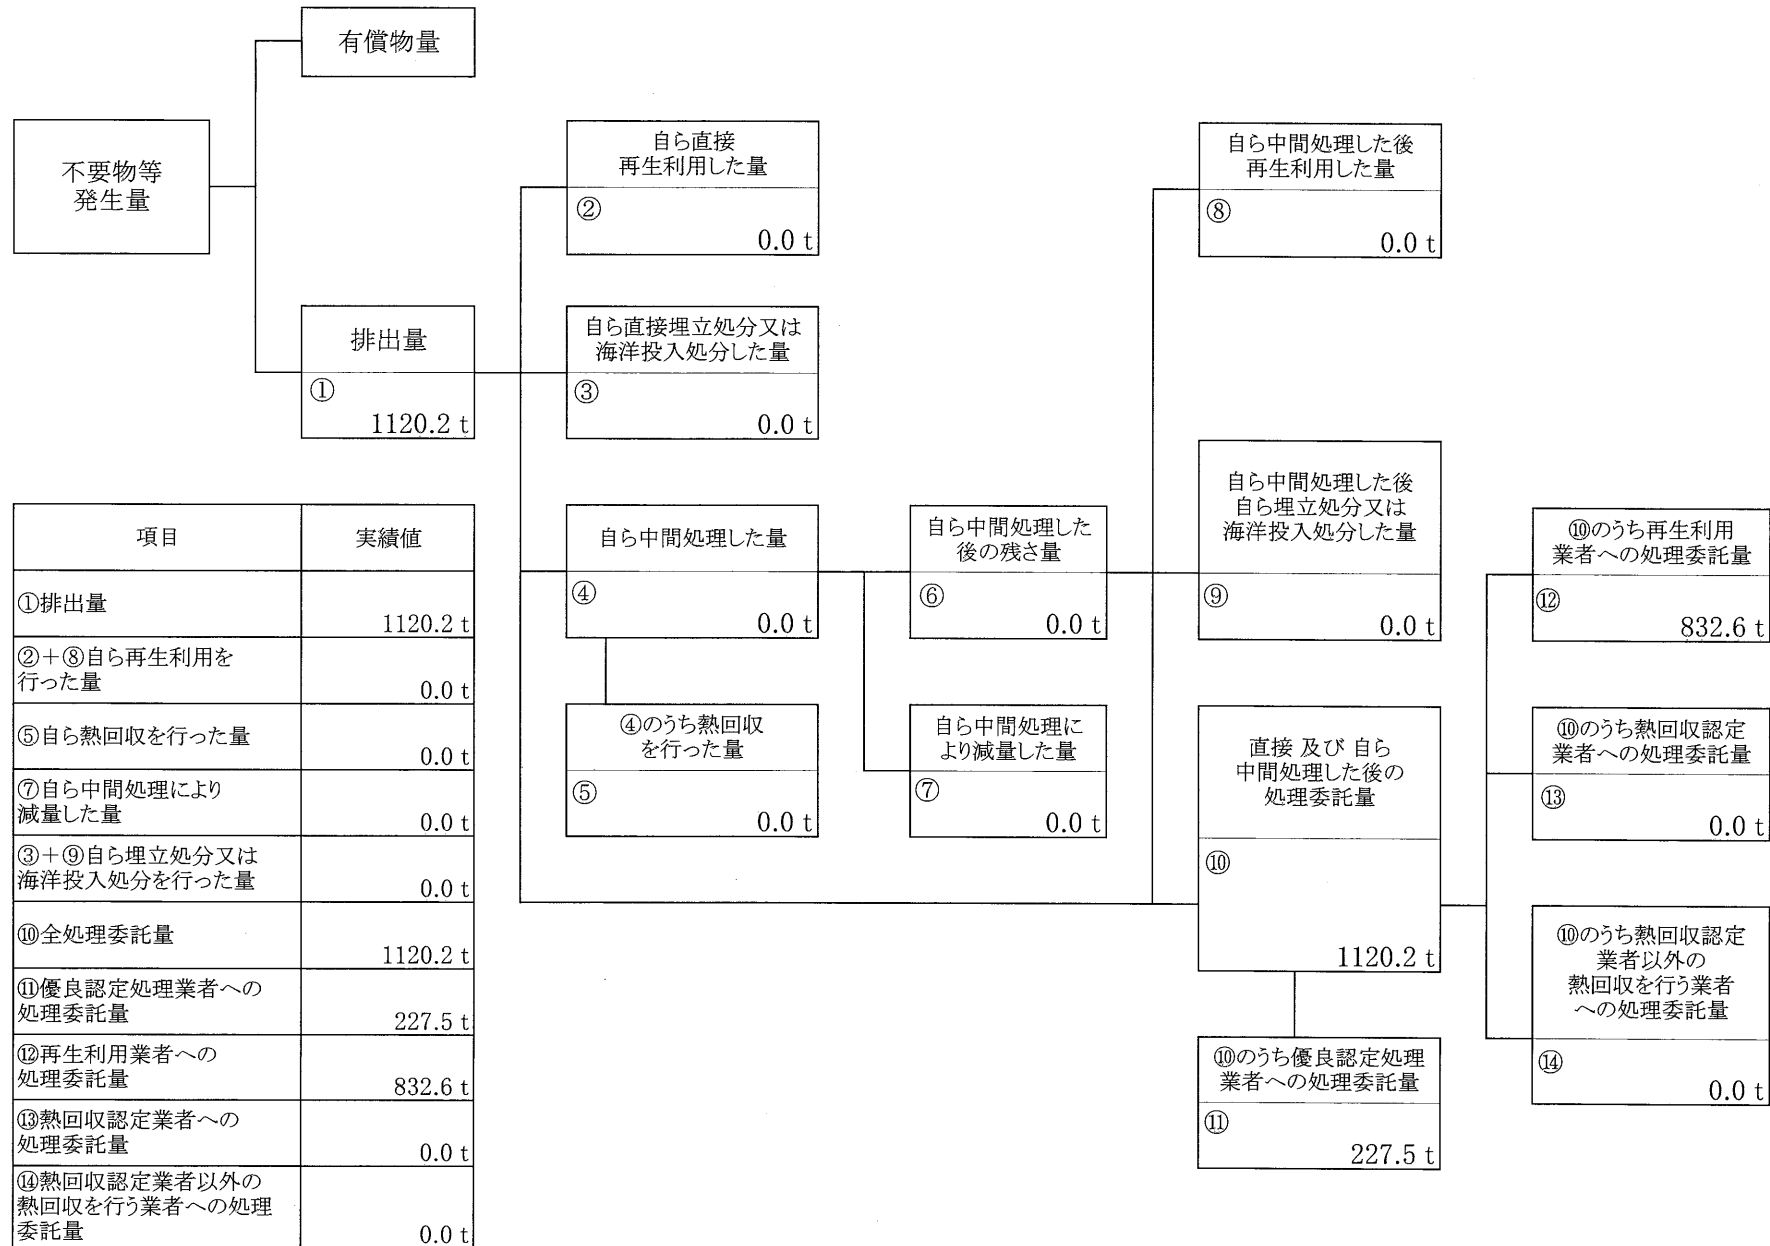 有償物量
不要物等
発生量
排出量
①
1120.2 t
自ら直接
再生利用した量
②
0.0 t
自ら直接埋立処分又は
海洋投入処分した量
③
0.0 t
自ら中間処理した量
④
0.0 t
④のうち熱回収
を行った量
⑤
0.0 t
自ら中間処理した
後の残さ量
⑥
0.0 t
自ら中間処理に
より減量した量
⑦
0.0 t
自ら中間処理した後
再生利用した量
⑧
0.0 t
自ら中間処理した後
自ら埋立処分又は
海洋投入処分した量
⑨
0.0 t
直接 及び 自ら
中間処理した後の
処理委託量
⑩
1120.2 t
⑩のうち優良認定処理
業者への処理委託量
⑪
227.5 t
⑩のうち再生利用
業者への処理委託量
⑫
832.6 t
⑩のうち熱回収認定
業者への処理委託量
⑬
0.0 t
⑩のうち熱回収認定
業者以外の
熱回収を行う業者
への処理委託量
⑭
0.0 t
項目 実績値
①排出量
1120.2 t
②＋⑧自ら再生利用を
行った量
0.0 t
⑤自ら熱回収を行った量
0.0 t
⑦自ら中間処理により
減量した量
0.0 t
③＋⑨自ら埋立処分又は
海洋投入処分を行った量
0.0 t
⑩全処理委託量
1120.2 t
⑪優良認定処理業者への
処理委託量
227.5 t
⑫再生利用業者への
処理委託量
832.6 t
⑬熱回収認定業者への
処理委託量
0.0 t
⑭熱回収認定業者以外の
熱回収を行う業者への処理
委託量
0.0 t